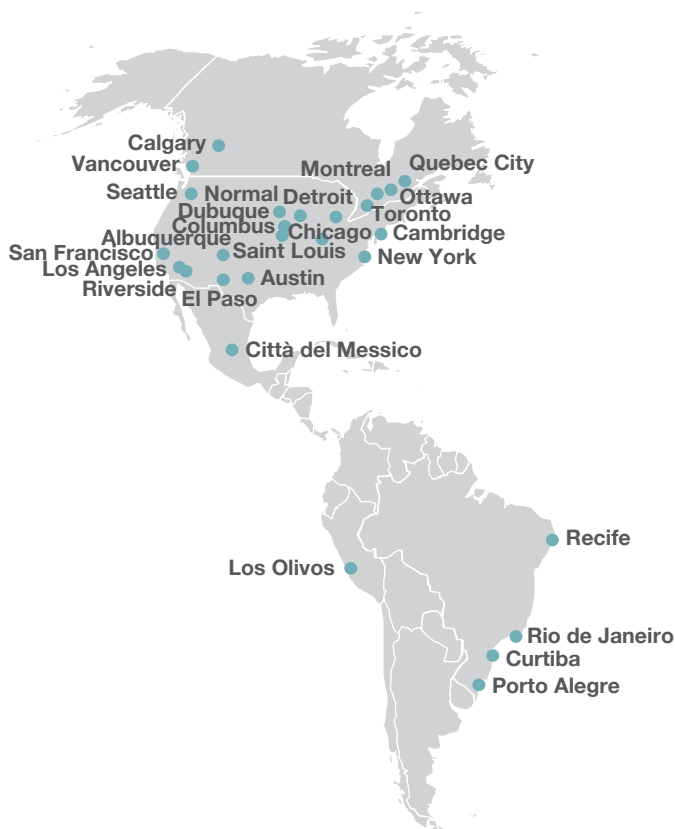 Calgary
Vancouver
Montreal
Quebec City
Seattle
Normal
Detroit
Ottawa
Dubuque
Toronto
Columbus
Chicago
Cambridge
Albuquerque
San Francisco
Saint Louis
New York
Los Angeles
Riverside
El Paso
Austin
Città del Messico
Recife
Los Olivos
Rio de Janeiro
Curtiba
Porto Alegre